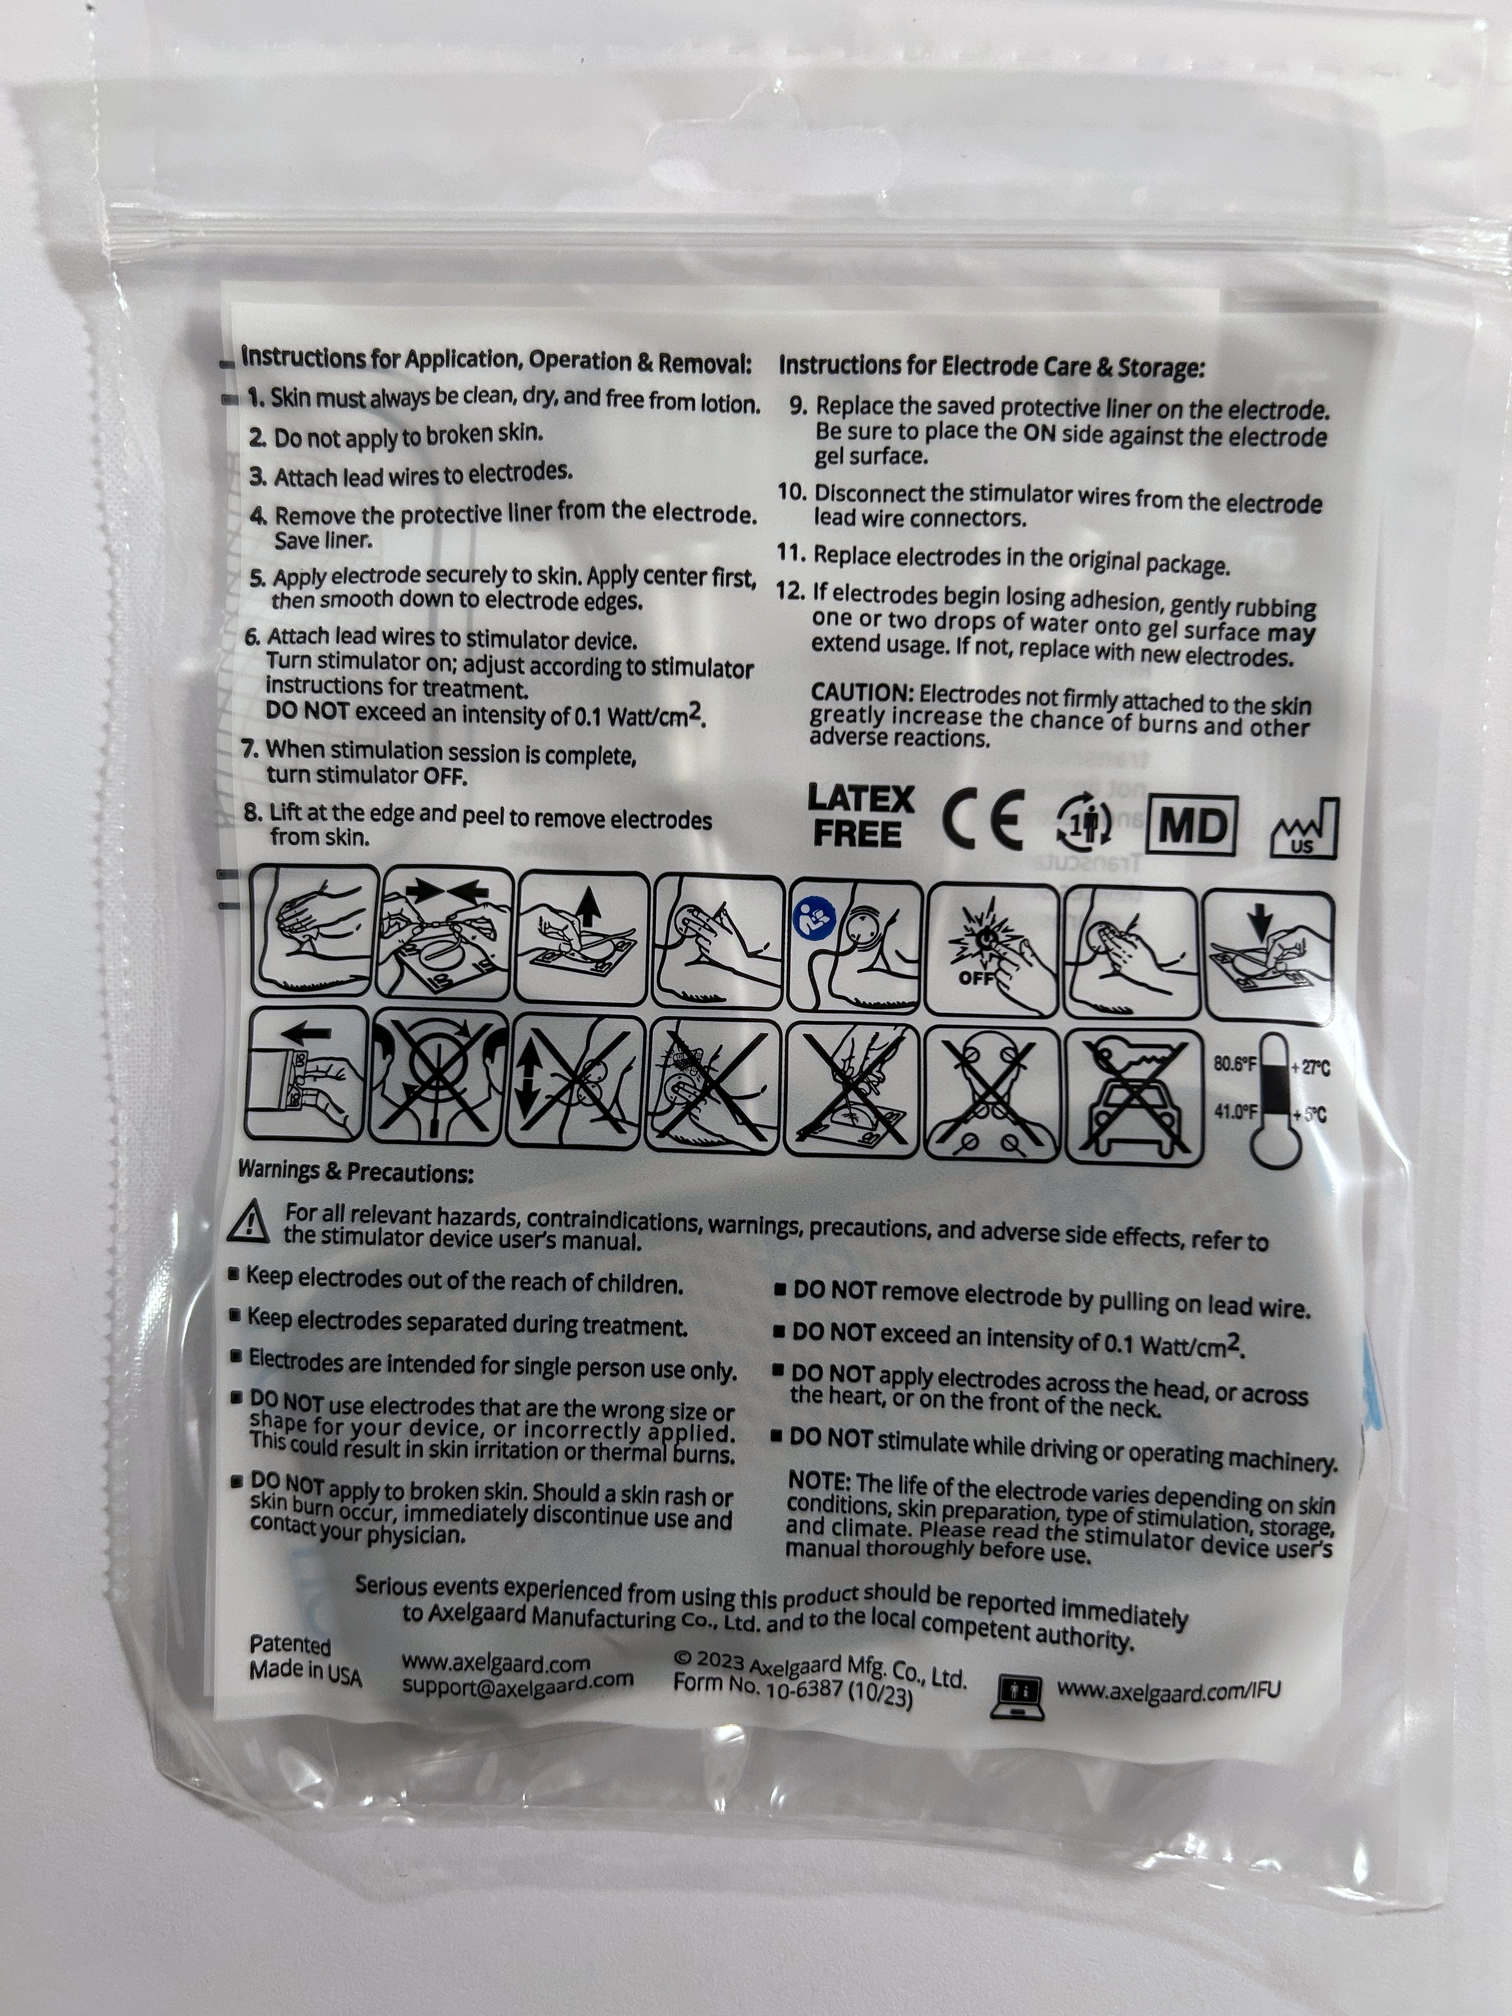 Instructions for Application, Operation & Removal:
1. Skin must always be clean, dry, and free from lotion.
2. Do not apply to broken skin.
3. Attach lead wires to electrodes.
4. Remove the protective liner from the electrode.
Save liner.
5. Apply electrode securely to skin. Apply center first,
then smooth down to electrode edges.
6. Attach lead wires to stimulator device.
Turn stimulator on; adjust according to stimulator
instructions for treatment.
DO NOT exceed an intensity of 0.1 Watt/cm².
7. When stimulation session is complete,
turn stimulator OFF.
8. Lift at the edge and peel to remove electrodes
from skin.
Instructions for Electrode Care & Storage:
9. Replace the saved protective liner on the electrode.
Be sure to place the ON side against the electrode
gel surface.
10. Disconnect the stimulator wires from the electrode
lead wire connectors.
11. Replace electrodes in the original package.
12. If electrodes begin losing adhesion, gently rubbing
one or two drops of water onto gel surface may
extend usage. If not, replace with new electrodes.
CAUTION: Electrodes not firmly attached to the skin
greatly increase the chance of burns and other
adverse reactions.
LATEX
FREE
CE
1
MD
US
OFF
80.6°F
+27°C
41.0°F
+5°C
Warnings & Precautions:
For all relevant hazards, contraindications, warnings, precautions, and adverse side effects, refer to
the stimulator device user's manual.
▪ Keep electrodes out of the reach of children.
▪ Keep electrodes separated during treatment.
▪ Electrodes are intended for single person use only.
▪ DO NOT use electrodes that are the wrong size or
shape for your device, or incorrectly applied.
This could result in skin irritation or thermal burns.
▪ DO NOT apply to broken skin. Should a skin rash or
skin burn occur, immediately discontinue use and
contact your physician.
▪ DO NOT remove electrode by pulling on lead wire.
▪ DO NOT exceed an intensity of 0.1 Watt/cm².
▪ DO NOT apply electrodes across the head, or across
the heart, or on the front of the neck.
▪ DO NOT stimulate while driving or operating machinery.
NOTE: The life of the electrode varies depending on skin
conditions, skin preparation, type of stimulation, storage,
and climate. Please read the stimulator device user's
manual thoroughly before use.
Serious events experienced from using this product should be reported immediately
to Axelgaard Manufacturing Co., Ltd. and to the local competent authority.
Patented
Made in USA
www.axelgaard.com
support@axelgaard.com
© 2023 Axelgaard Mfg. Co., Ltd.
Form No. 10-6387 (10/23)
www.axelgaard.com/IFU